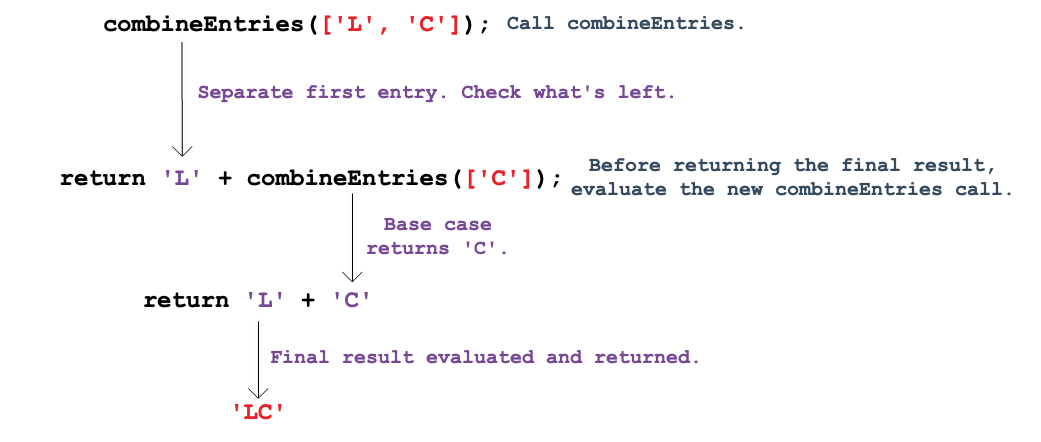 combineEntries(['L', 'C']); Call combineEntries.
Separate first entry. Check what's left.
return 'L' + combineEntries(['C']);
Before returning the final result,
evaluate the new combineEntries call.
Base case
returns 'C'.
return 'L' + 'C'
Final result evaluated and returned.
'LC'